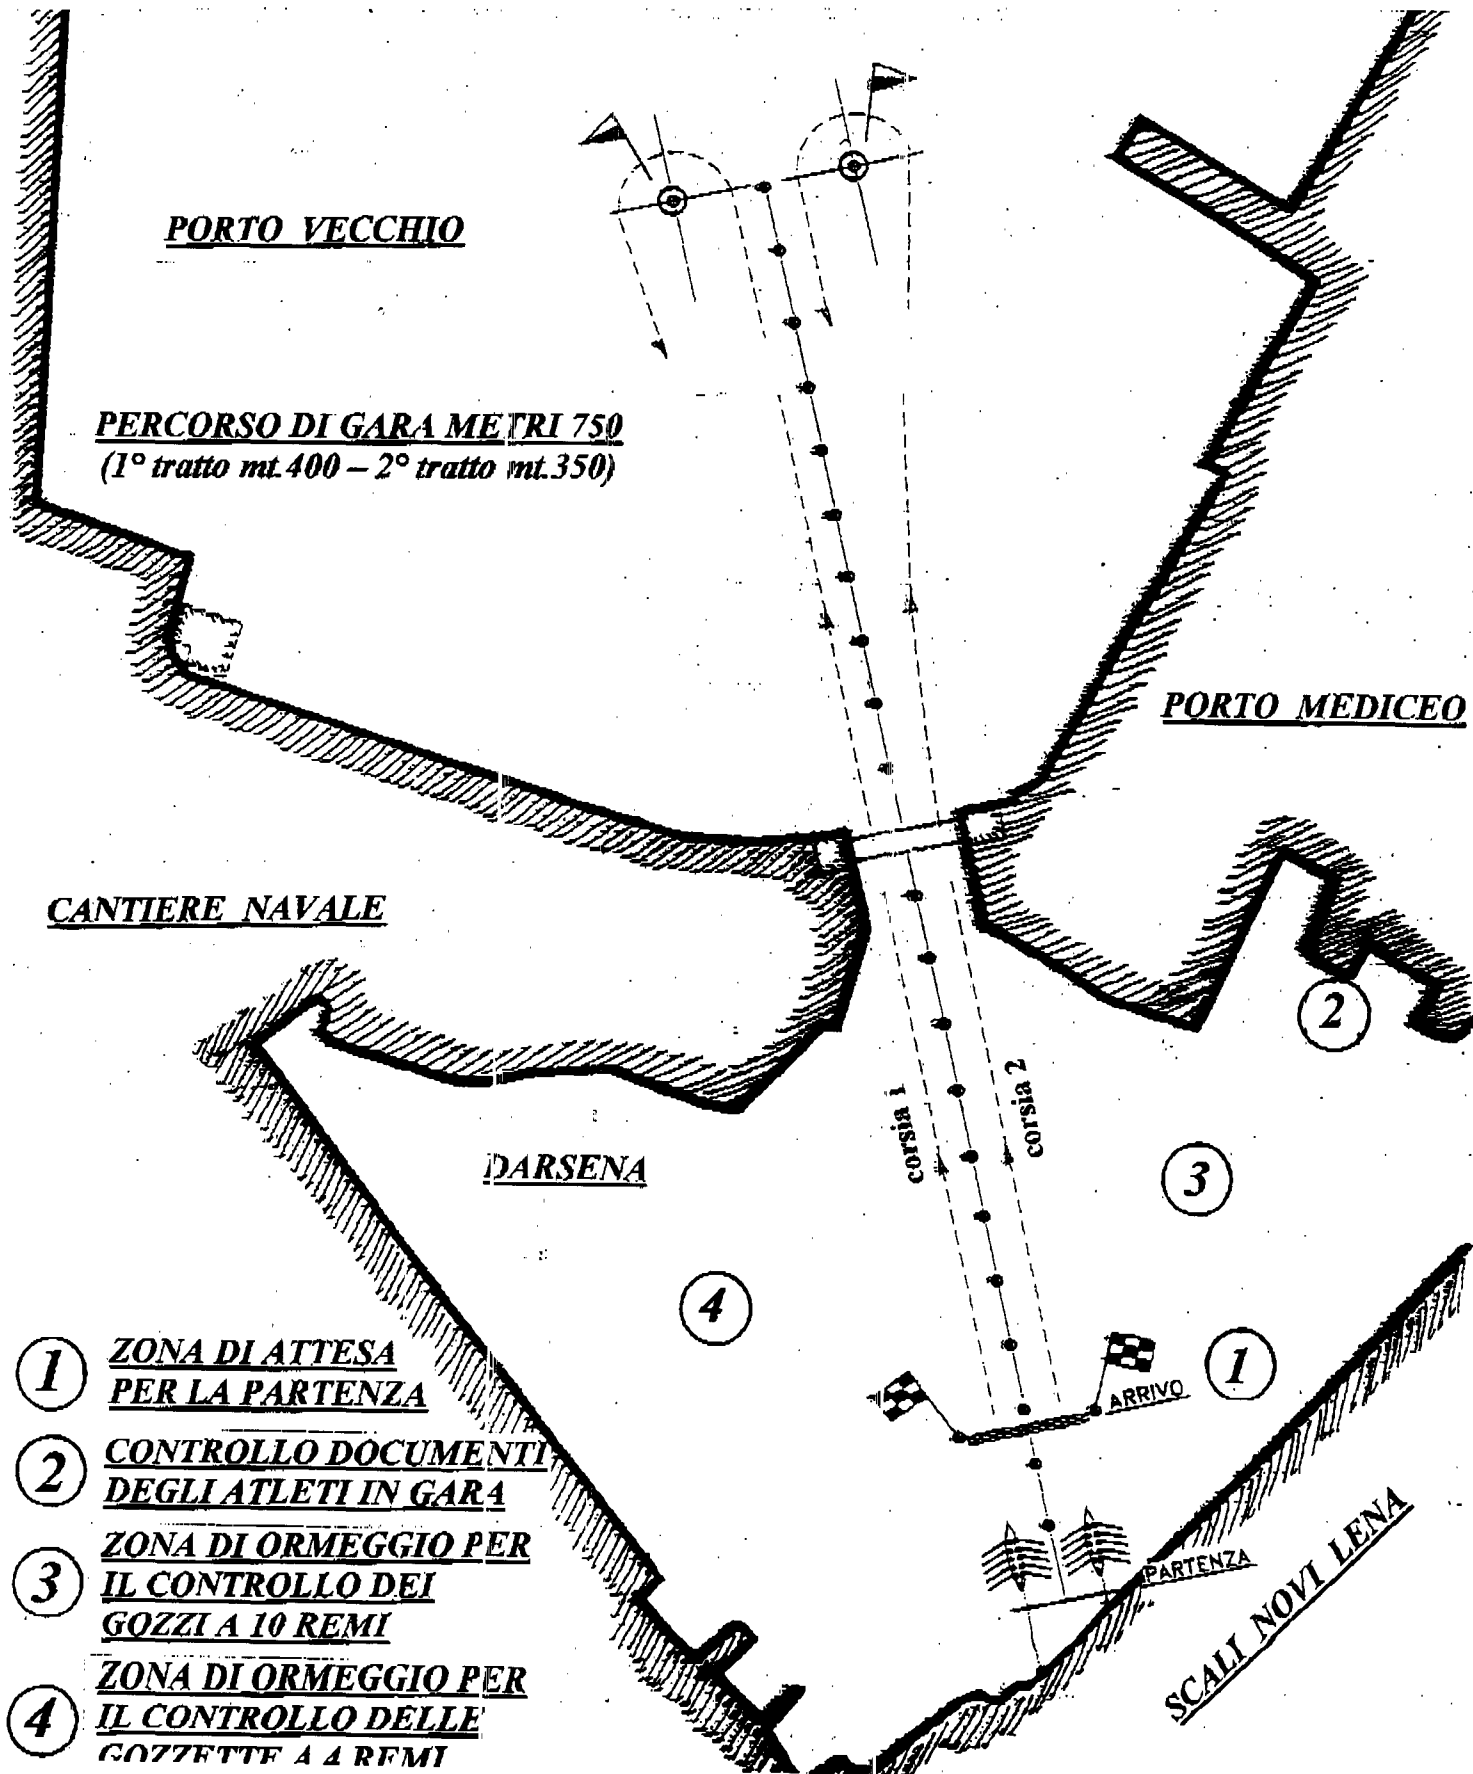 PORTO VECCHIO
PERCORSO DI GARA METRI 750
(1° tratto mt.400 – 2° tratto mt.350)
PORTO MEDICEO
CANTIERE NAVALE
2
corsia 1
corsia 2
DARSENA
3
4
1
ARRIVO
PARTENZA
SCALI NOVI LENA
1 ZONA DI ATTESA
PER LA PARTENZA
2 CONTROLLO DOCUMENTI
DEGLI ATLETI IN GARA
3 ZONA DI ORMEGGIO PER
IL CONTROLLO DEI
GOZZI A 10 REMI
4 ZONA DI ORMEGGIO PER
IL CONTROLLO DELLE
GOZZETTE A 4 REMI